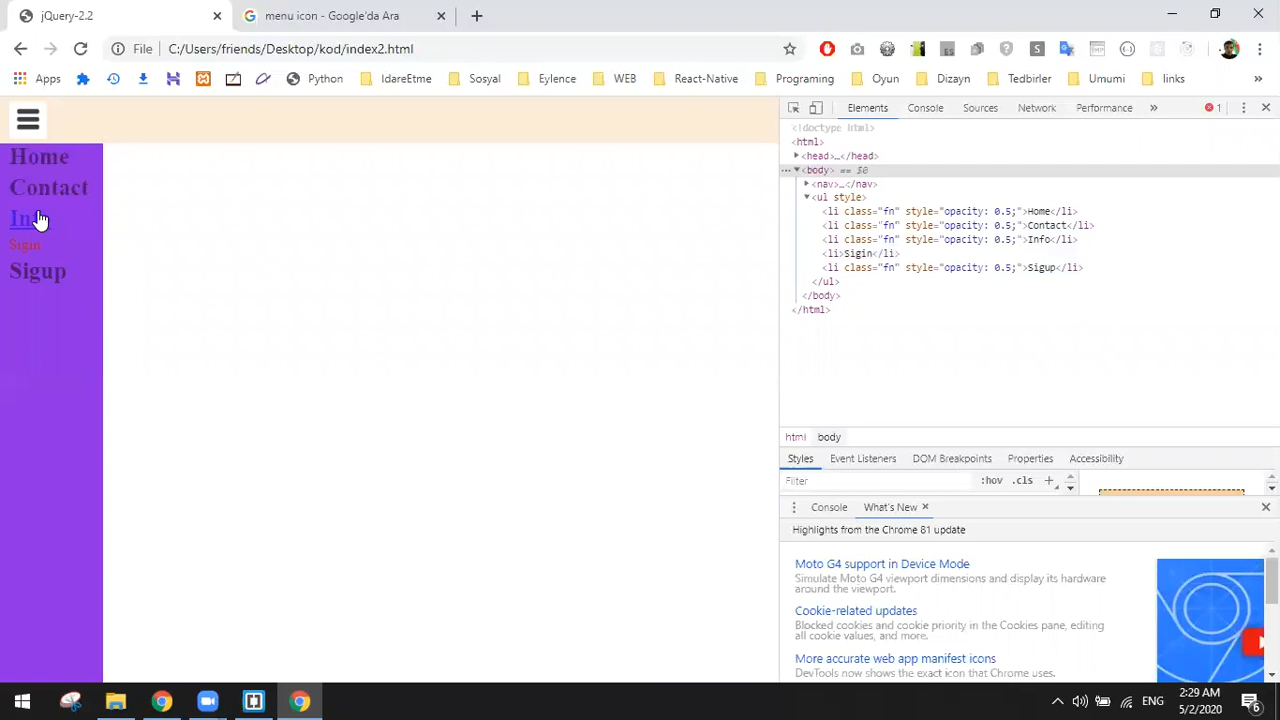 jQuery-2.2
menu icon - Google'da Ara
File C:/Users/friends/Desktop/kod/index2.html
Apps
Python
IdareEtme
Sosyal
Eylence
WEB
React-Native
Programing
Oyun
Dizayn
Tedbirler
Umumi
links
»
Home
Contact
Info
Sigin
Sigup
Elements Console Sources Network Performance » 1
<!doctype html>
<html>
<head>…</head>
<body> == $0
<nav>…</nav>
<ul style>
<li class="fn" style="opacity: 0.5;">Home</li>
<li class="fn" style="opacity: 0.5;">Contact</li>
<li class="fn" style="opacity: 0.5;">Info</li>
<li>Sigin</li>
<li class="fn" style="opacity: 0.5;">Sigup</li>
</ul>
</body>
</html>
html body
Styles Event Listeners DOM Breakpoints Properties Accessibility
Filter :hov .cls +
Console What's New
Highlights from the Chrome 81 update
Moto G4 support in Device Mode
Simulate Moto G4 viewport dimensions and display its hardware
around the viewport.
Cookie-related updates
Blocked cookies and cookie priority in the Cookies pane, editing
all cookie values, and more.
More accurate web app manifest icons
DevTools now shows the exact icon that Chrome uses.
ENG
2:29 AM
5/2/2020
6